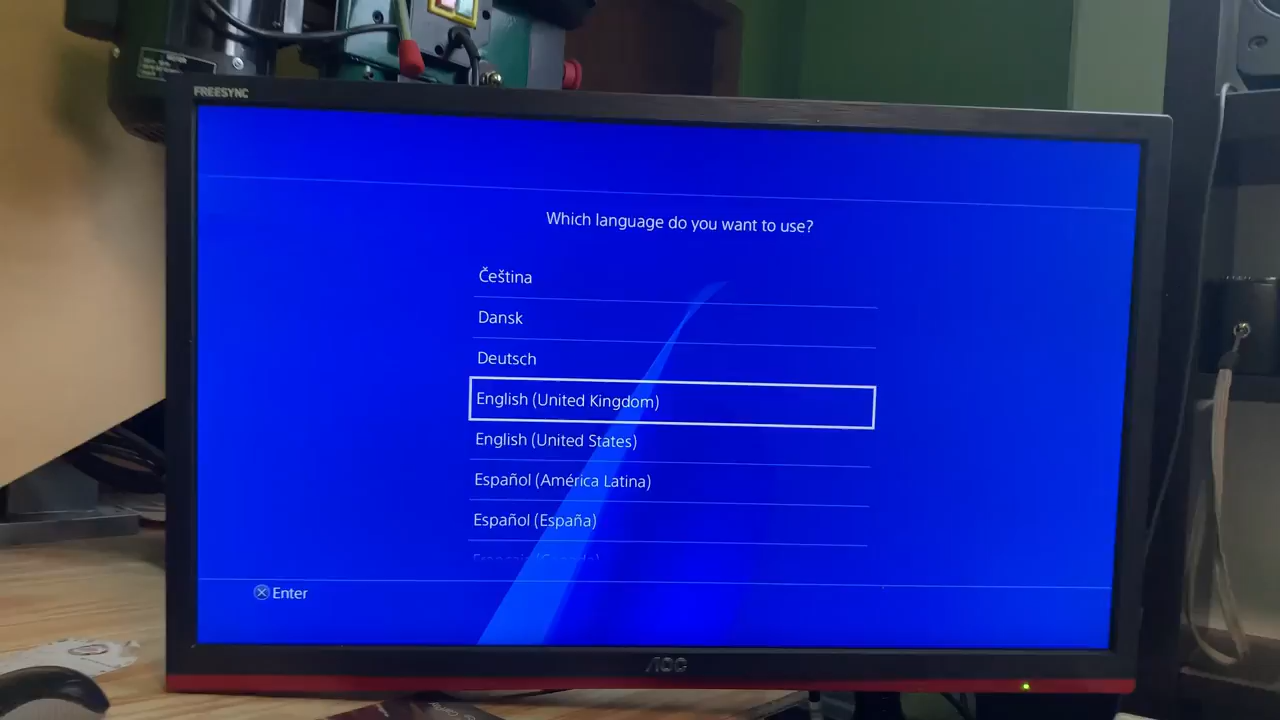 FREESYNC
Which language do you want to use?
Čeština
Dansk
Deutsch
English (United Kingdom)
English (United States)
Español (América Latina)
Español (España)
Enter
AOC